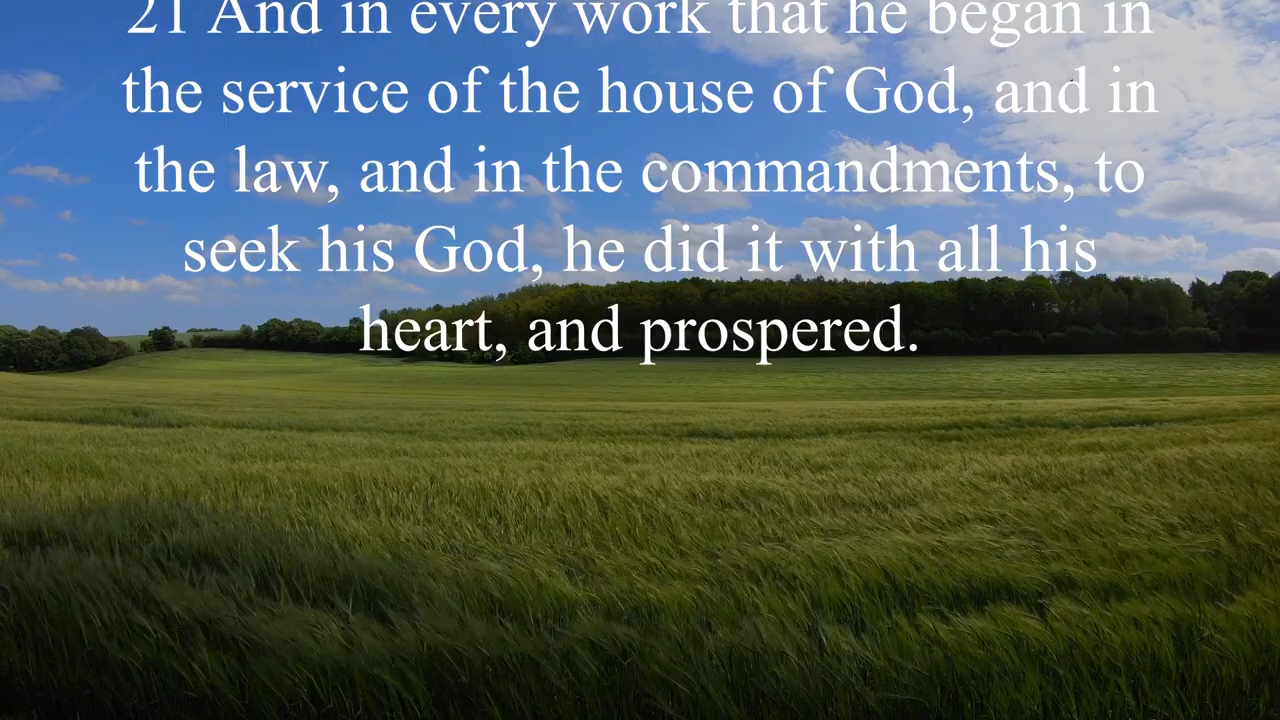 21 And in every work that he began in
the service of the house of God, and in
the law, and in the commandments, to
seek his God, he did it with all his
heart, and prospered.